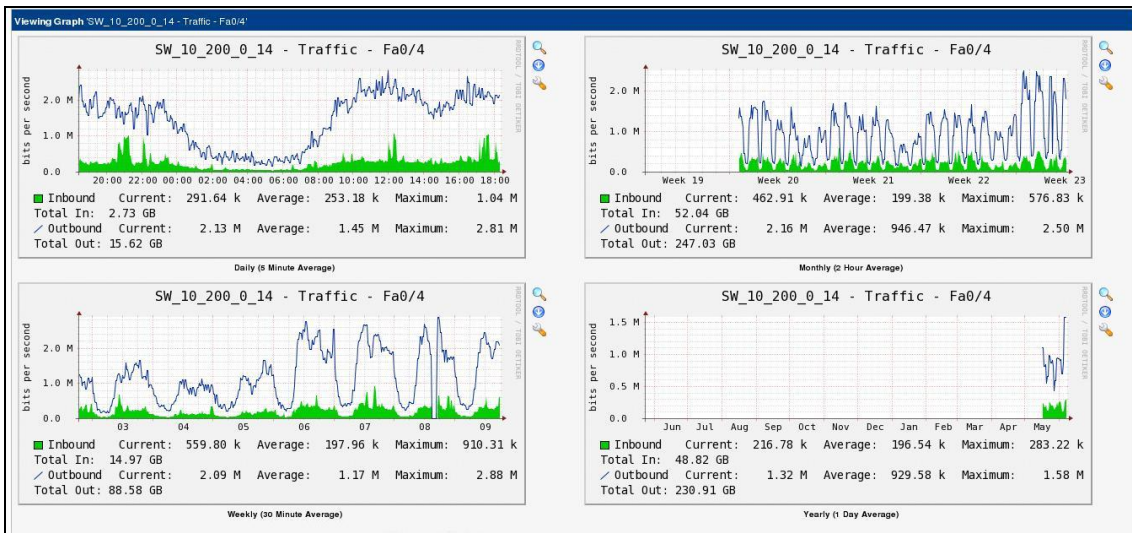 Viewing Graph 'SW_10_200_0_14 - Traffic - Fa0/4'
SW_10_200_0_14 - Traffic - Fa0/4
RRDTOOL / TOBI OETIKER
bits per second
2.0 M
1.0 M
0.0
20:00 22:00 00:00 02:00 04:00 06:00 08:00 10:00 12:00 14:00 16:00 18:00
Inbound Current: 291.64 k Average: 253.18 k Maximum: 1.04 M
Total In: 2.73 GB
Outbound Current: 2.13 M Average: 1.45 M Maximum: 2.81 M
Total Out: 15.62 GB
Daily (5 Minute Average)
SW_10_200_0_14 - Traffic - Fa0/4
RRDTOOL / TOBI OETIKER
bits per second
2.0 M
1.0 M
0.0
Week 19 Week 20 Week 21 Week 22 Week 23
Inbound Current: 462.91 k Average: 199.38 k Maximum: 576.83 k
Total In: 52.04 GB
Outbound Current: 2.16 M Average: 946.47 k Maximum: 2.50 M
Total Out: 247.03 GB
Monthly (2 Hour Average)
SW_10_200_0_14 - Traffic - Fa0/4
RRDTOOL / TOBI OETIKER
bits per second
2.0 M
1.0 M
0.0
03 04 05 06 07 08 09
Inbound Current: 559.80 k Average: 197.96 k Maximum: 910.31 k
Total In: 14.97 GB
Outbound Current: 2.09 M Average: 1.17 M Maximum: 2.88 M
Total Out: 88.58 GB
Weekly (30 Minute Average)
SW_10_200_0_14 - Traffic - Fa0/4
RRDTOOL / TOBI OETIKER
bits per second
1.5 M
1.0 M
0.5 M
0.0
Jun Jul Aug Sep Oct Nov Dec Jan Feb Mar Apr May
Inbound Current: 216.78 k Average: 196.54 k Maximum: 283.22 k
Total In: 48.82 GB
Outbound Current: 1.32 M Average: 929.58 k Maximum: 1.58 M
Total Out: 230.91 GB
Yearly (1 Day Average)